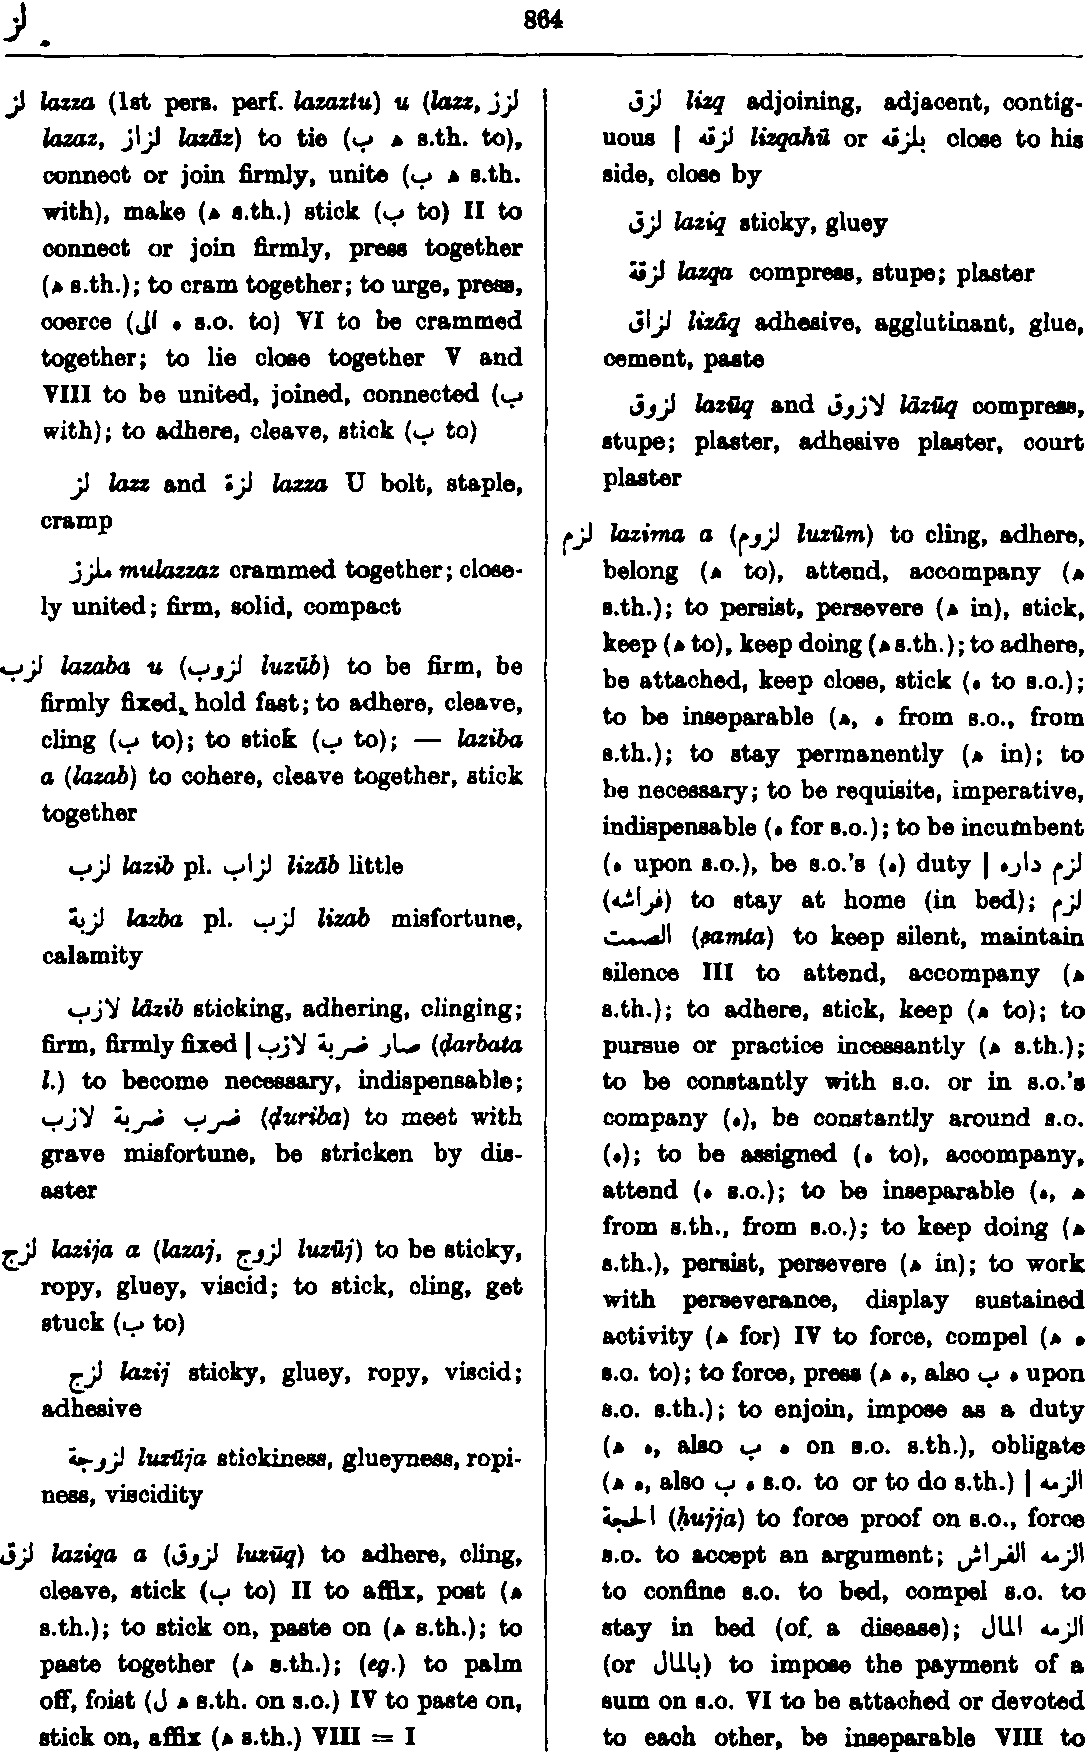 لز
864
لز lazza (1st pers. perf. lazaztu) u (lazz, لزز
lazaz, لزاز lazāz) to tie (ب ه s.th. to),
connect or join firmly, unite (ب ه s.th.
with), make (ه s.th.) stick (ب to) II to
connect or join firmly, press together
(ه s.th.); to cram together; to urge, press,
coerce (الى ه s.o. to) VI to be crammed
together; to lie close together V and
VIII to be united, joined, connected (ب
with); to adhere, cleave, stick (ب to)
لز lazz and لزة lazza U bolt, staple,
cramp
ملزز mulazzaz crammed together; close-
ly united; firm, solid, compact
لزب lazaba u (لزوب luzūb) to be firm, be
firmly fixed, hold fast; to adhere, cleave,
cling (ب to); to stick (ب to); — laziba
a (lazab) to cohere, cleave together, stick
together
لزب lazib pl. لزاب lizāb little
لزبة lazba pl. لزب lizab misfortune,
calamity
لازب lāzib sticking, adhering, clinging;
firm, firmly fixed | صار ضربة لازب (ḍarbata
l.) to become necessary, indispensable;
ضرب ضربة لازب (ḍuriba) to meet with
grave misfortune, be stricken by dis-
aster
لزج lazija a (lazaj, لزوج luzūj) to be sticky,
ropy, gluey, viscid; to stick, cling, get
stuck (ب to)
لزج lazij sticky, gluey, ropy, viscid;
adhesive
لزوجة luzūja stickiness, glueyness, ropi-
ness, viscidity
لزق laziqa a (لزوق luzūq) to adhere, cling,
cleave, stick (ب to) II to affix, post (ه
s.th.); to stick on, paste on (ه s.th.); to
paste together (ه s.th.); (eg.) to palm
off, foist (ل ه s.th. on s.o.) IV to paste on,
stick on, affix (ه s.th.) VIII = I
لزق lizq adjoining, adjacent, contig-
uous | لزقه lizqahū or بلزقه close to his
side, close by
لزق laziq sticky, gluey
لزقة lazqa compress, stupe; plaster
لزاق lizāq adhesive, agglutinant, glue,
cement, paste
لزوق lazūq and لازوق lāzūq compress,
stupe; plaster, adhesive plaster, court
plaster
لزم lazima a (لزوم luzūm) to cling, adhere,
belong (ه to), attend, accompany (ه
s.th.); to persist, persevere (ه in), stick,
keep (ه to), keep doing (ه s.th.); to adhere,
be attached, keep close, stick (ه to s.o.);
to be inseparable (ه, ه from s.o., from
s.th.); to stay permanently (ه in); to
be necessary; to be requisite, imperative,
indispensable (ه for s.o.); to be incumbent
(ه upon s.o.), be s.o.'s (ه) duty | لزم داره
(فراشه) to stay at home (in bed); لزم
الصمت (ṣamta) to keep silent, maintain
silence III to attend, accompany (ه
s.th.); to adhere, stick, keep (ه to); to
pursue or practice incessantly (ه s.th.);
to be constantly with s.o. or in s.o.'s
company (ه), be constantly around s.o.
(ه); to be assigned (ه to), accompany,
attend (ه s.o.); to be inseparable (ه, ه
from s.th., from s.o.); to keep doing (ه
s.th.), persist, persevere (ه in); to work
with perseverance, display sustained
activity (ه for) IV to force, compel (ه ه
s.o. to); to force, press (ه ه, also ب ه upon
s.o. s.th.); to enjoin, impose as a duty
(ه ه, also ب ه on s.o. s.th.), obligate
(ه ه, also ب ه s.o. to or to do s.th.) | الزمه
الحجة (ḥujja) to force proof on s.o., force
s.o. to accept an argument; الزمه الفراش
to confine s.o. to bed, compel s.o. to
stay in bed (of. a disease); الزمه المال
(or بالمال) to impose the payment of a
sum on s.o. VI to be attached or devoted
to each other, be inseparable VIII to